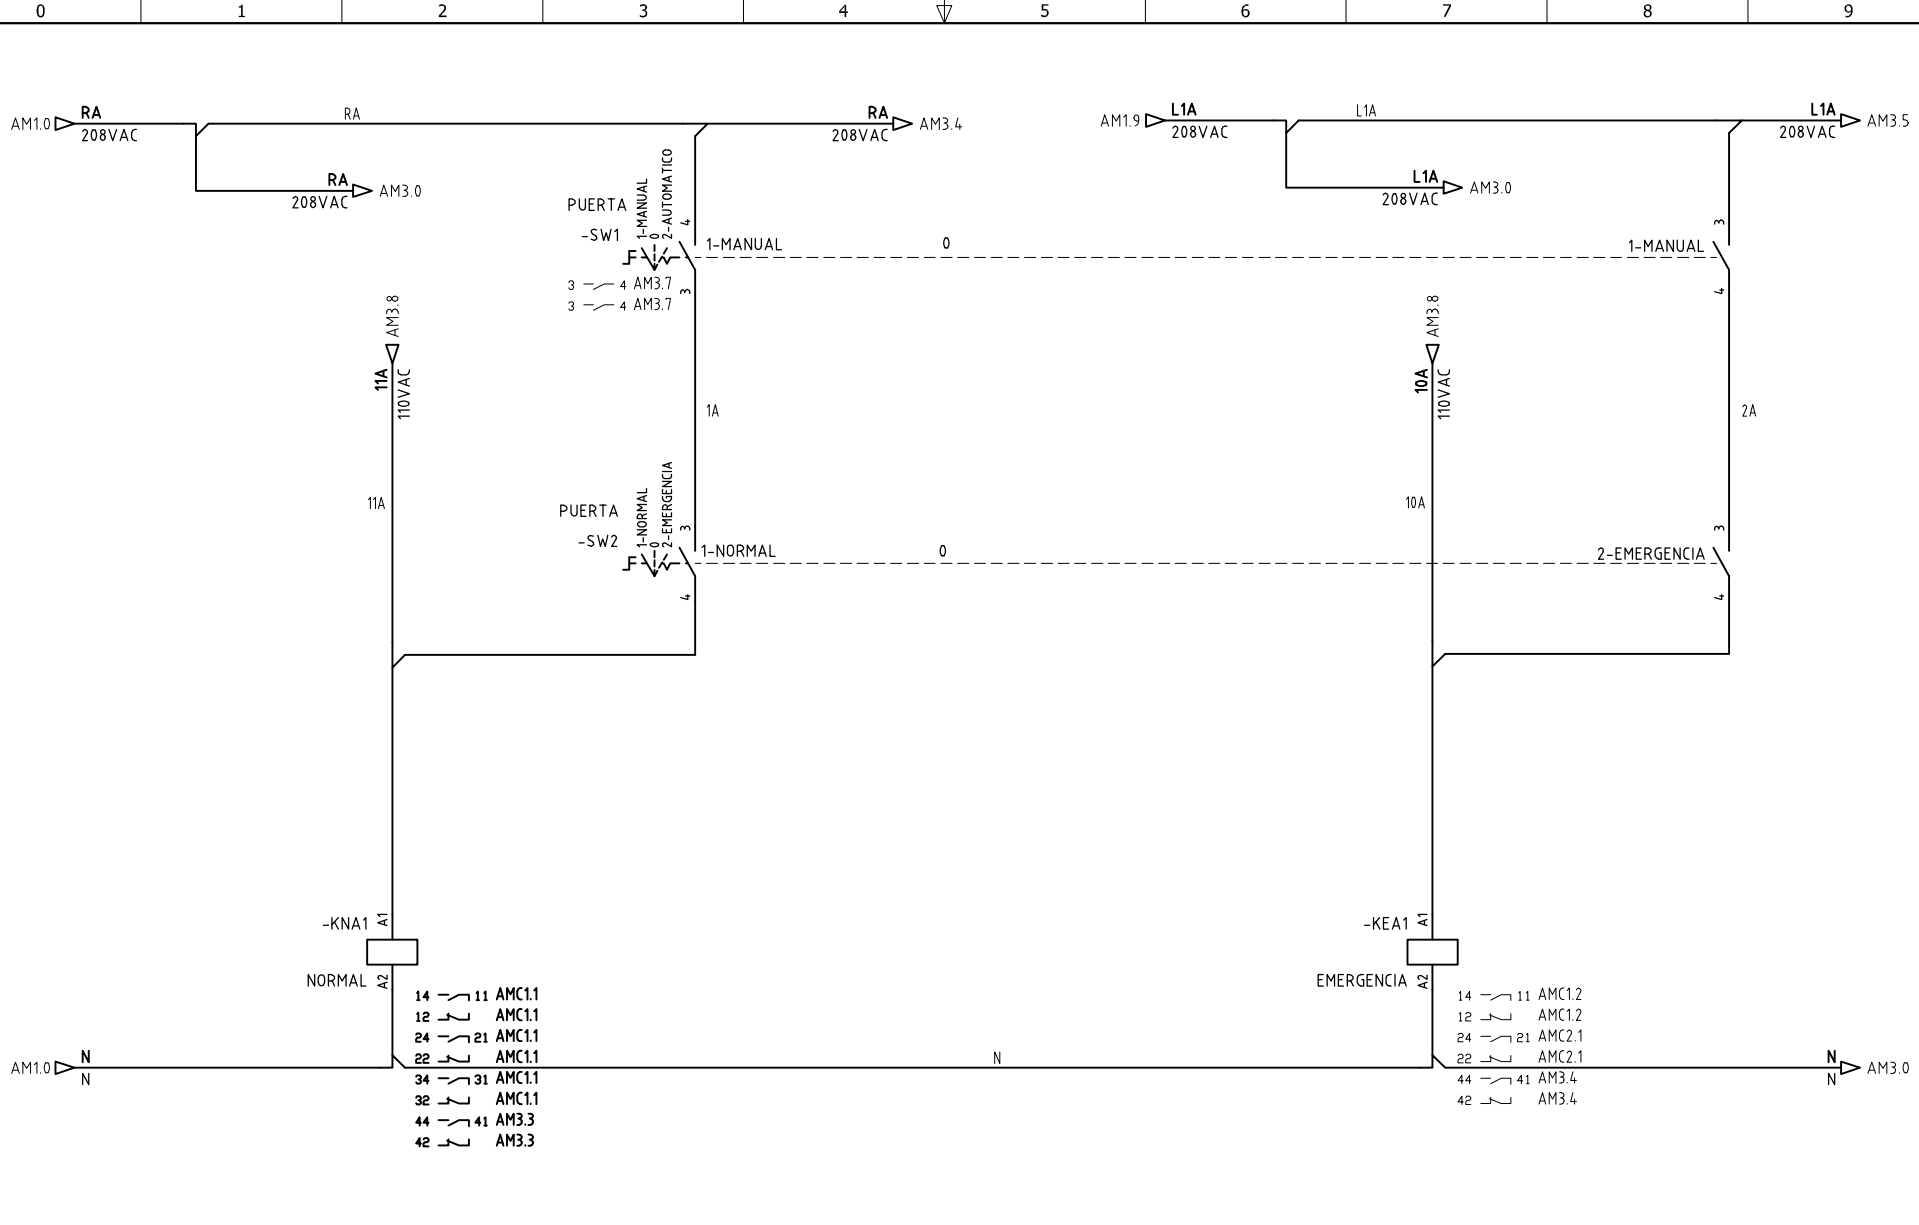 0 1 2 3 4 5 6 7 8 9
AM1.0 RA RA RA AM3.4
208VAC 208VAC
RA AM3.0
208VAC
AM1.9 L1A L1A L1A AM3.5
208VAC 208VAC
L1A AM3.0
208VAC
PUERTA
-SW1
1-MANUAL
0
2-AUTOMATICO
4
1-MANUAL 0 1-MANUAL
3
3 4 AM3.7
3 4 AM3.7
3
4
AM3.8
11A
110VAC
1A
AM3.8
10A
110VAC
2A
11A
10A
PUERTA
-SW2
1-NORMAL
0
2-EMERGENCIA
3
1-NORMAL 0 2-EMERGENCIA
3
4
4
-KNA1 A1
NORMAL A2
14 11 AMC1.1
12 AMC1.1
24 21 AMC1.1
22 AMC1.1
34 31 AMC1.1
32 AMC1.1
44 41 AM3.3
42 AM3.3
-KEA1 A1
EMERGENCIA A2
14 11 AMC1.2
12 AMC1.2
24 21 AMC2.1
22 AMC2.1
44 41 AM3.4
42 AM3.4
AM1.0 N N N AM3.0
N N